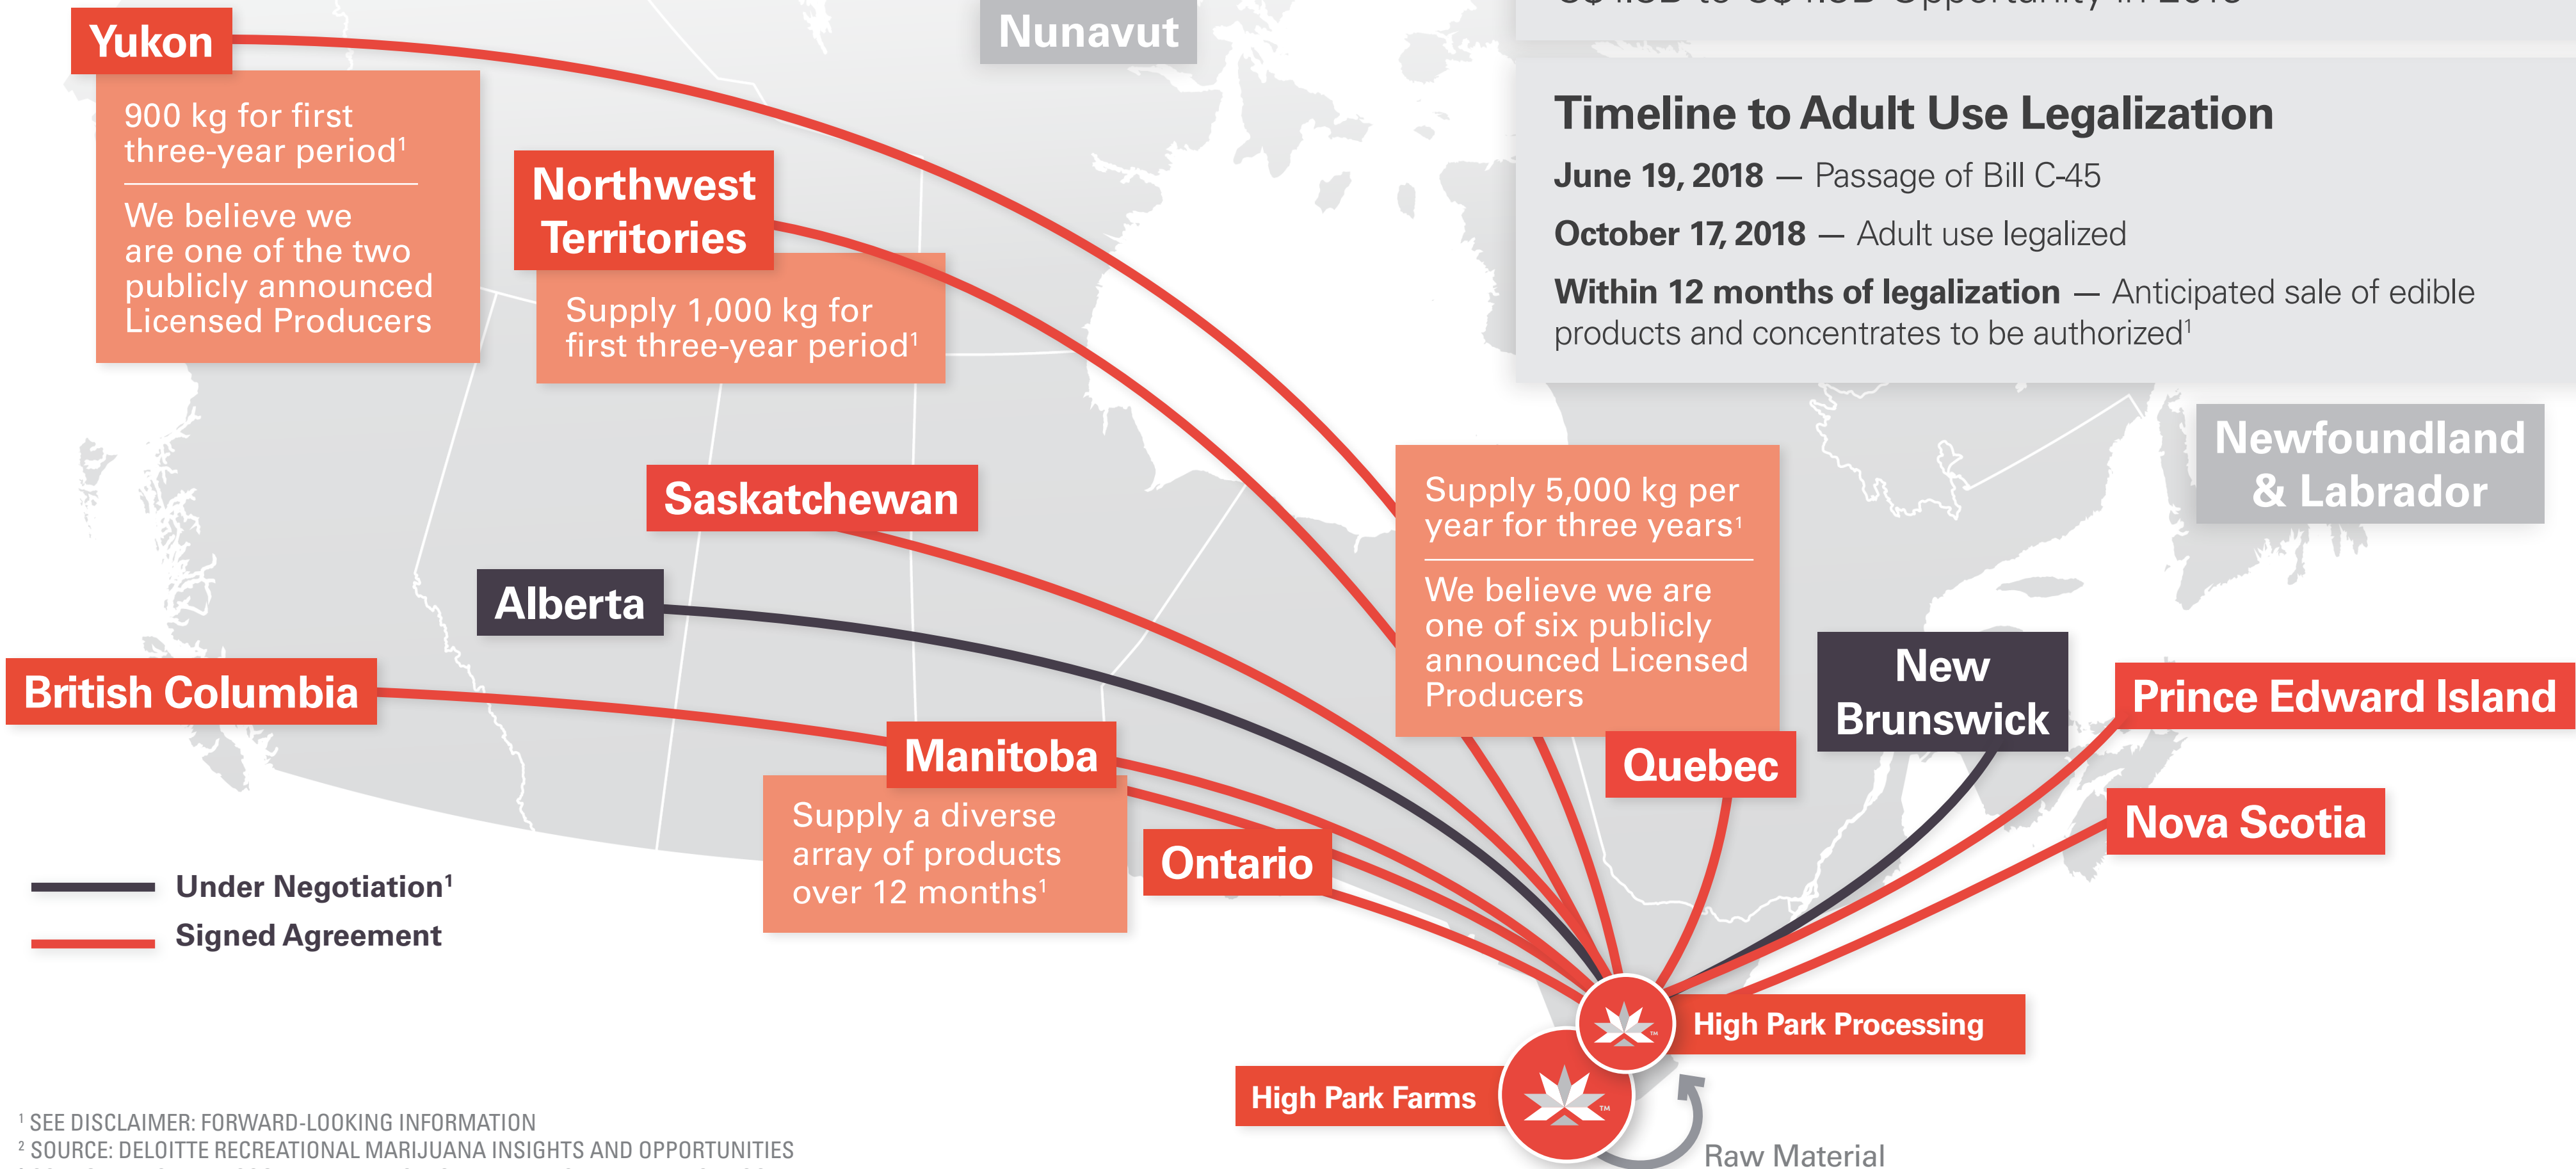 Yukon
900 kg for first
three-year period¹
We believe we
are one of the two
publicly announced
Licensed Producers
Nunavut
Northwest
Territories
Supply 1,000 kg for
first three-year period¹
Timeline to Adult Use Legalization
June 19, 2018 — Passage of Bill C-45
October 17, 2018 — Adult use legalized
Within 12 months of legalization — Anticipated sale of edible
products and concentrates to be authorized¹
Newfoundland
& Labrador
Saskatchewan
Alberta
British Columbia
Manitoba
Supply a diverse
array of products
over 12 months¹
Ontario
Supply 5,000 kg per
year for three years¹
We believe we are
one of six publicly
announced Licensed
Producers
Quebec
New
Brunswick
Prince Edward Island
Nova Scotia
Under Negotiation¹
Signed Agreement
High Park Processing
High Park Farms
Raw Material
¹ SEE DISCLAIMER: FORWARD-LOOKING INFORMATION
² SOURCE: DELOITTE RECREATIONAL MARIJUANA INSIGHTS AND OPPORTUNITIES